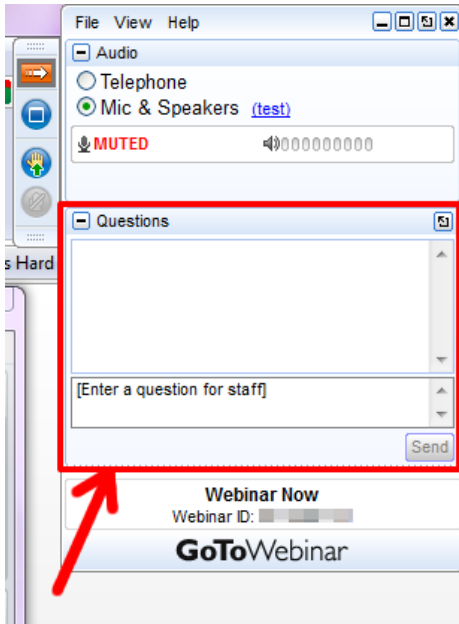 File View Help
Audio
Telephone
Mic & Speakers (test)
MUTED
000000000
Questions
s Hard
[Enter a question for staff]
Send
Webinar Now
Webinar ID:
GoToWebinar